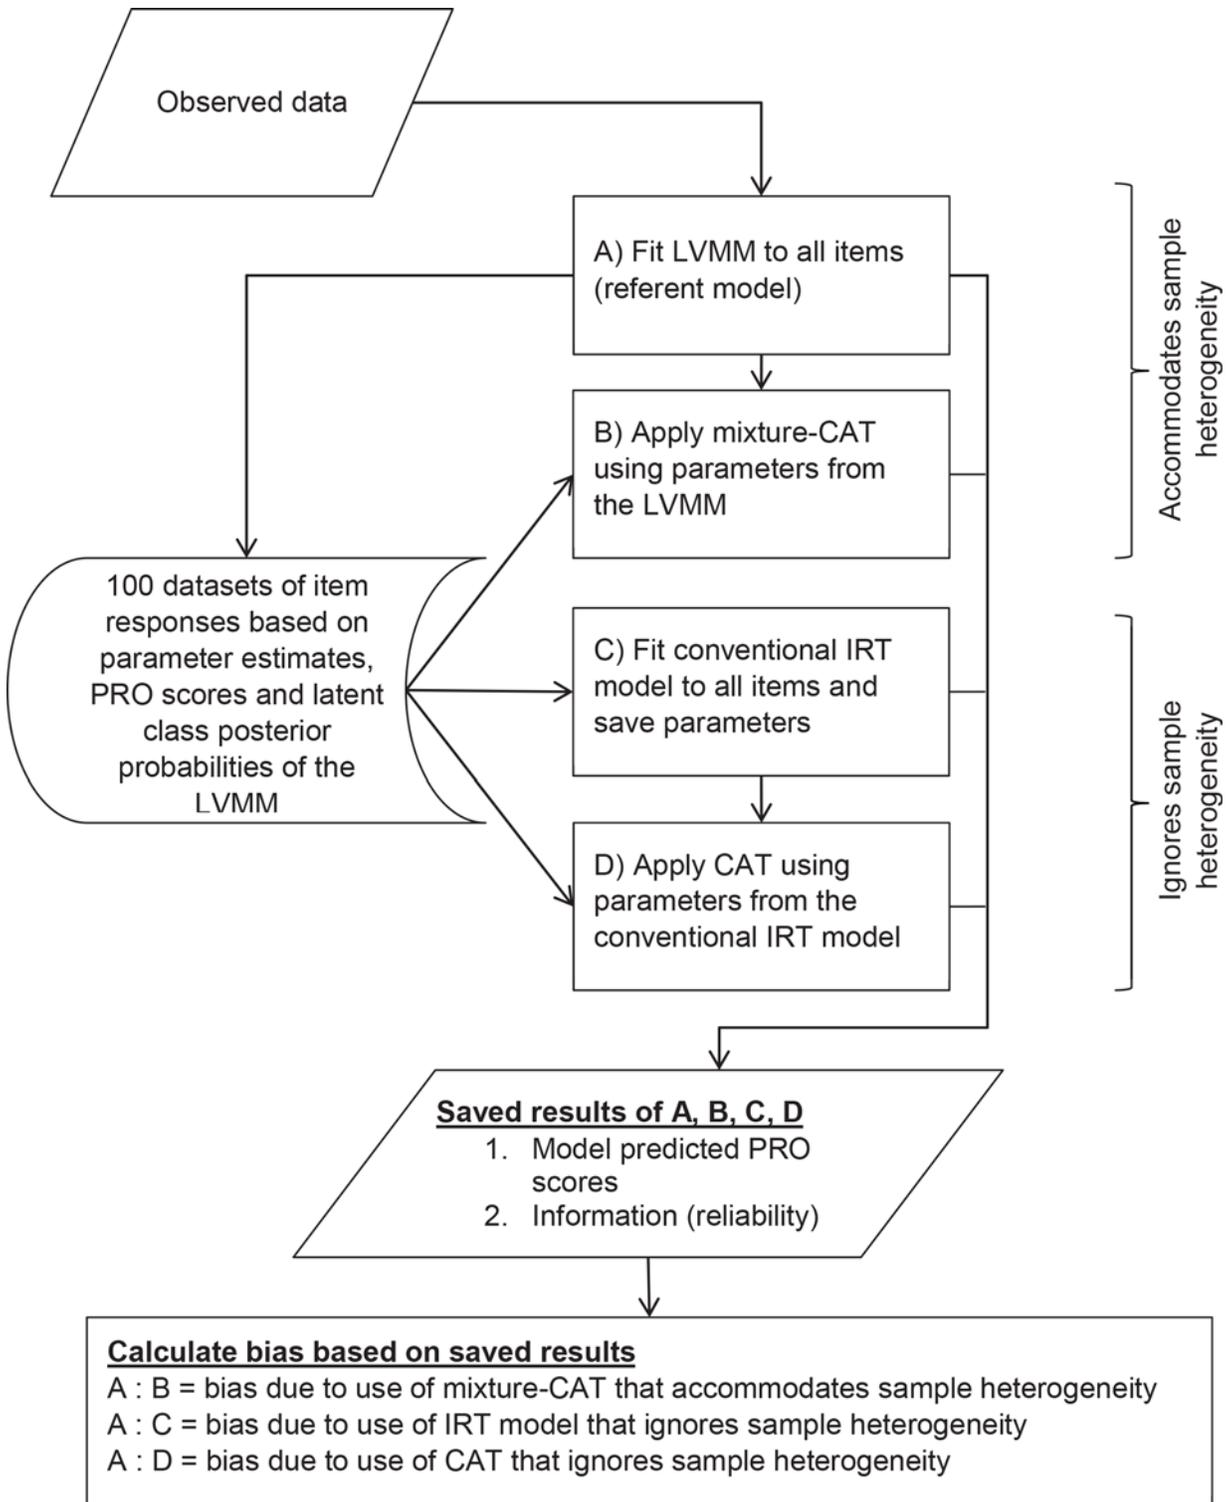 Observed data
A) Fit LVMM to all items
(referent model)
B) Apply mixture-CAT
using parameters from
the LVMM
Accommodates sample
heterogeneity
100 datasets of item
responses based on
parameter estimates,
PRO scores and latent
class posterior
probabilities of the
LVMM
C) Fit conventional IRT
model to all items and
save parameters
D) Apply CAT using
parameters from the
conventional IRT model
Ignores sample
heterogeneity
Saved results of A, B, C, D
1. Model predicted PRO
scores
2. Information (reliability)
Calculate bias based on saved results
A : B = bias due to use of mixture-CAT that accommodates sample heterogeneity
A : C = bias due to use of IRT model that ignores sample heterogeneity
A : D = bias due to use of CAT that ignores sample heterogeneity